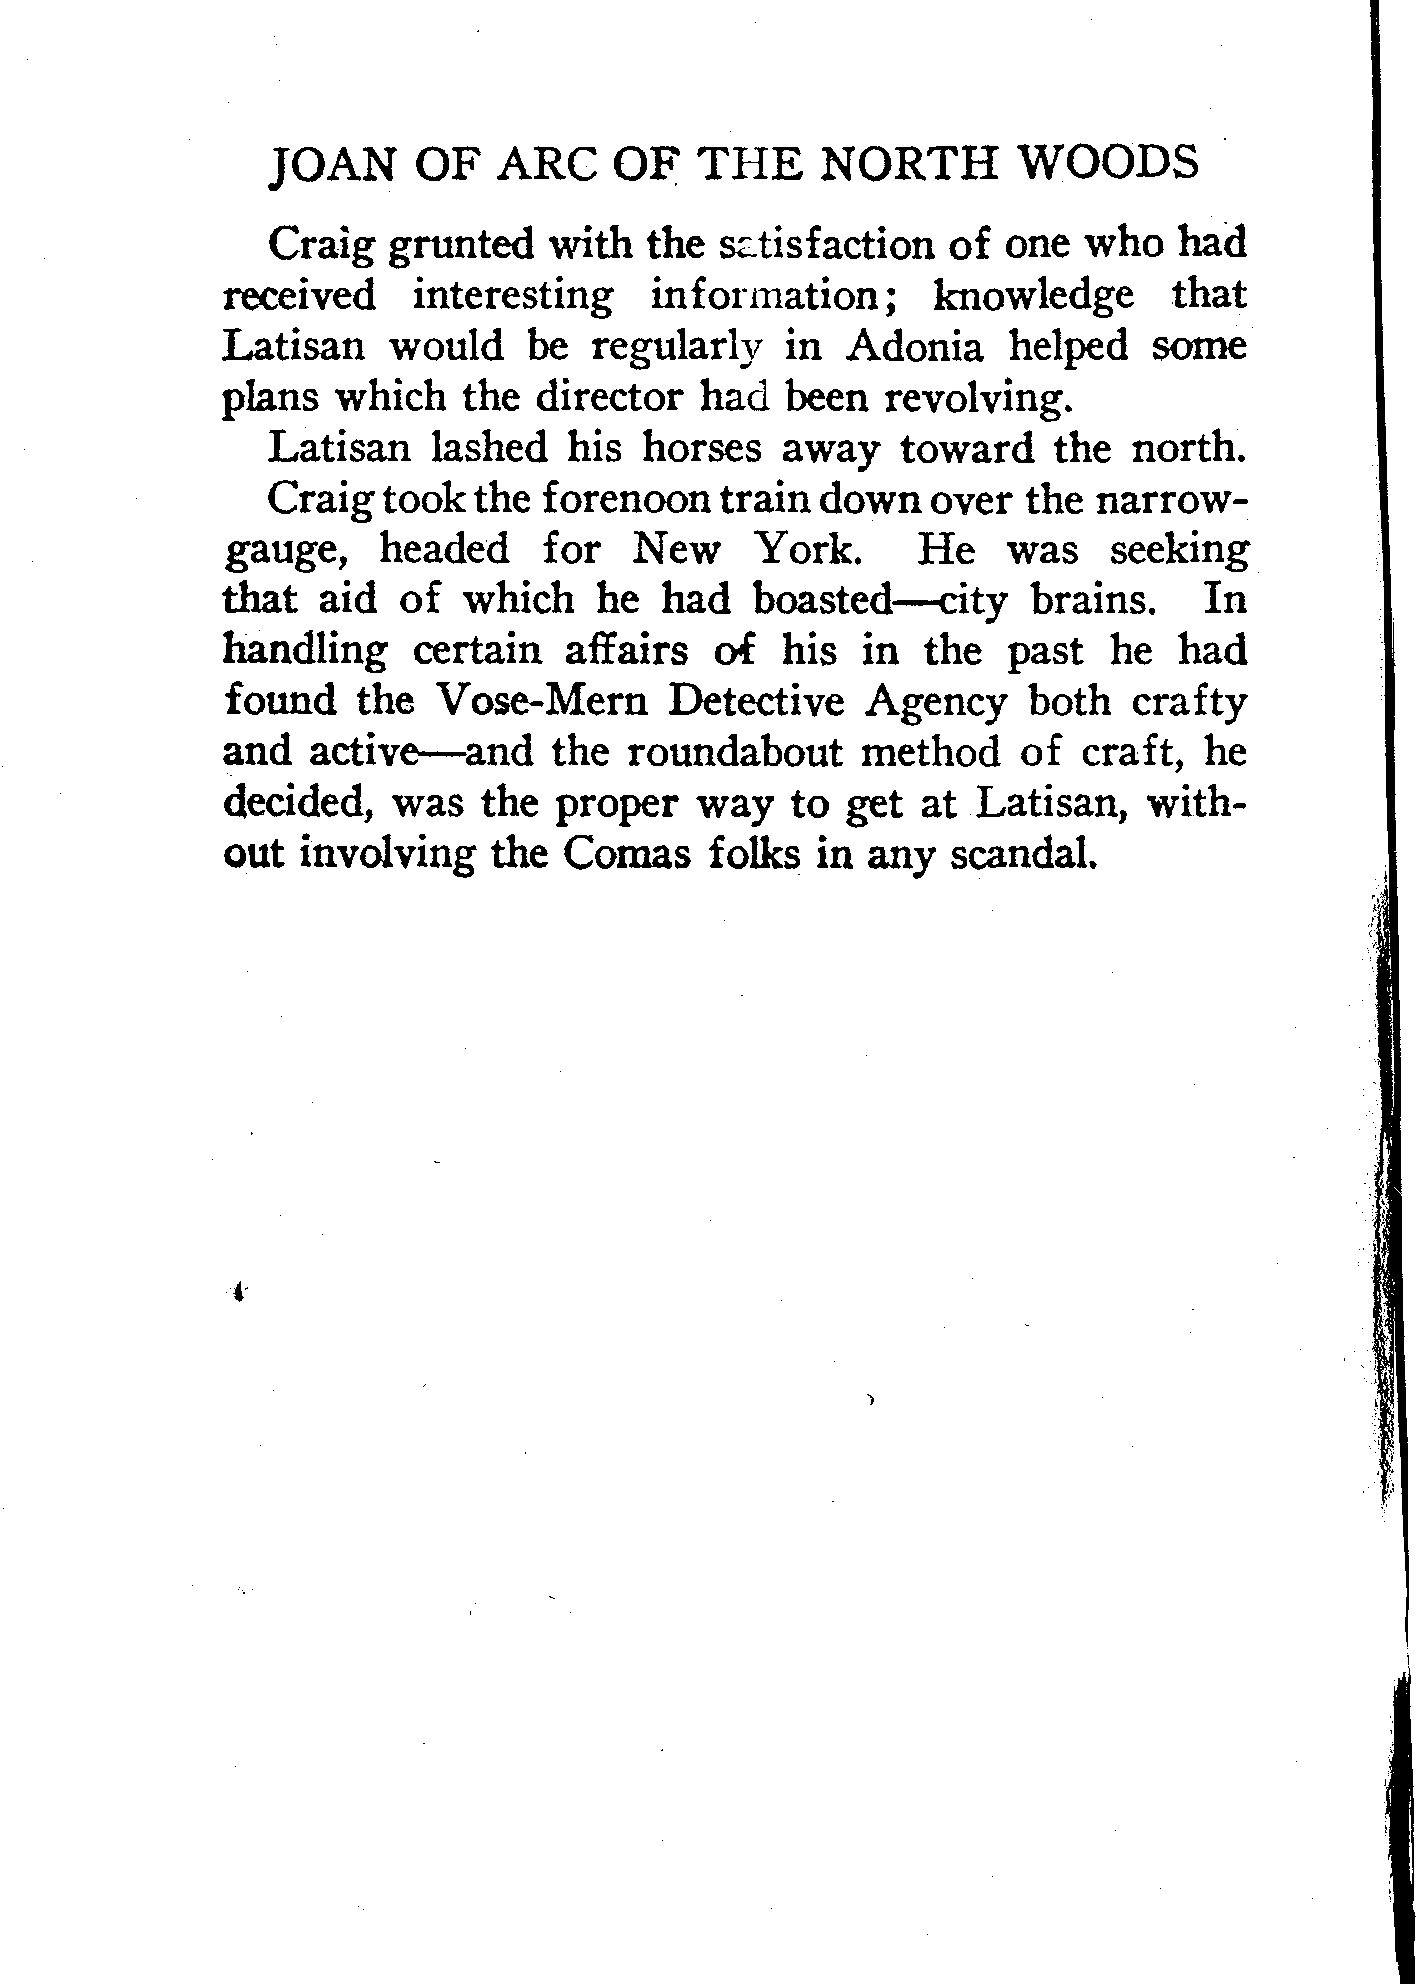 JOAN OF ARC OF THE NORTH WOODS
Craig grunted with the satisfaction of one who had
received interesting information; knowledge that
Latisan would be regularly in Adonia helped some
plans which the director had been revolving.
Latisan lashed his horses away toward the north.
Craig took the forenoon train down over the narrow-
gauge, headed for New York. He was seeking
that aid of which he had boasted—city brains. In
handling certain affairs of his in the past he had
found the Vose-Mern Detective Agency both crafty
and active—and the roundabout method of craft, he
decided, was the proper way to get at Latisan, with-
out involving the Comas folks in any scandal.